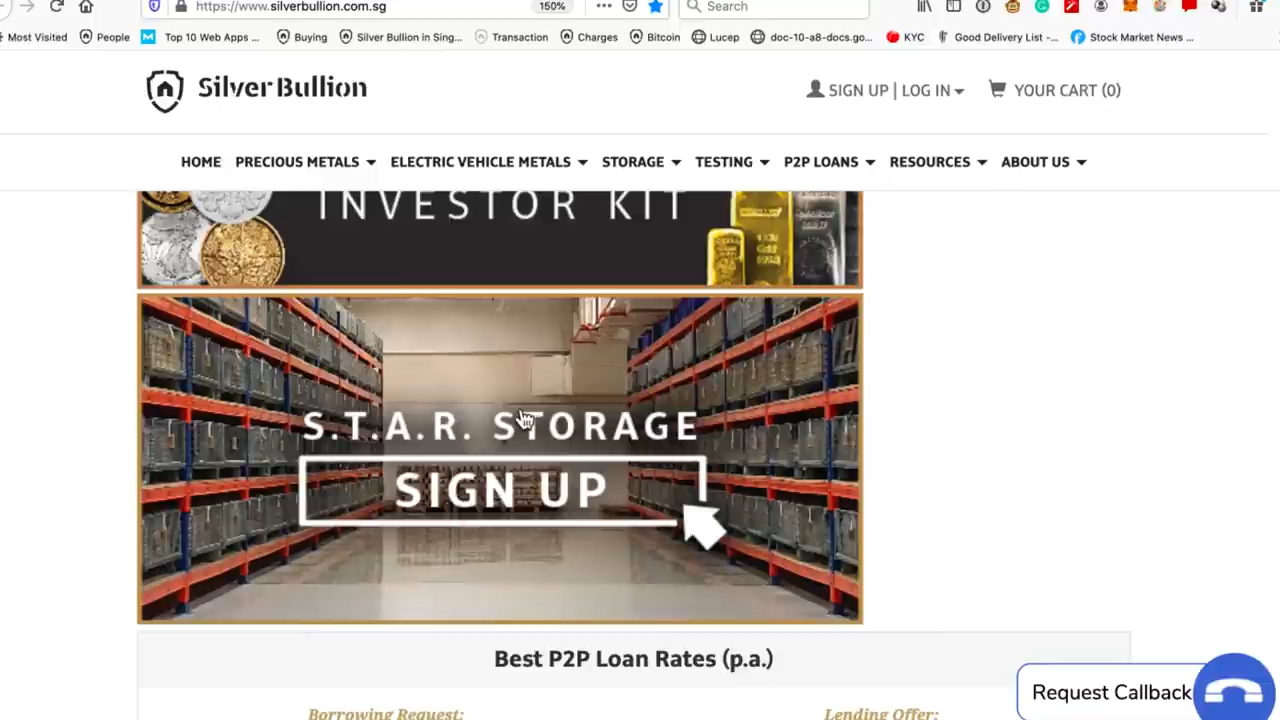 https://www.silverbullion.com.sg 150% Search
Most Visited People Top 10 Web Apps ... Buying Silver Bullion in Sing... Transaction Charges Bitcoin Lucep doc-10-a8-docs.go... KYC Good Delivery List -... Stock Market News ...
Silver Bullion SIGN UP | LOG IN YOUR CART (0)
HOME PRECIOUS METALS ELECTRIC VEHICLE METALS STORAGE TESTING P2P LOANS RESOURCES ABOUT US
INVESTOR KIT
S.T.A.R. STORAGE
SIGN UP
Best P2P Loan Rates (p.a.)
Request Callback
Borrowing Request: Lending Offer: